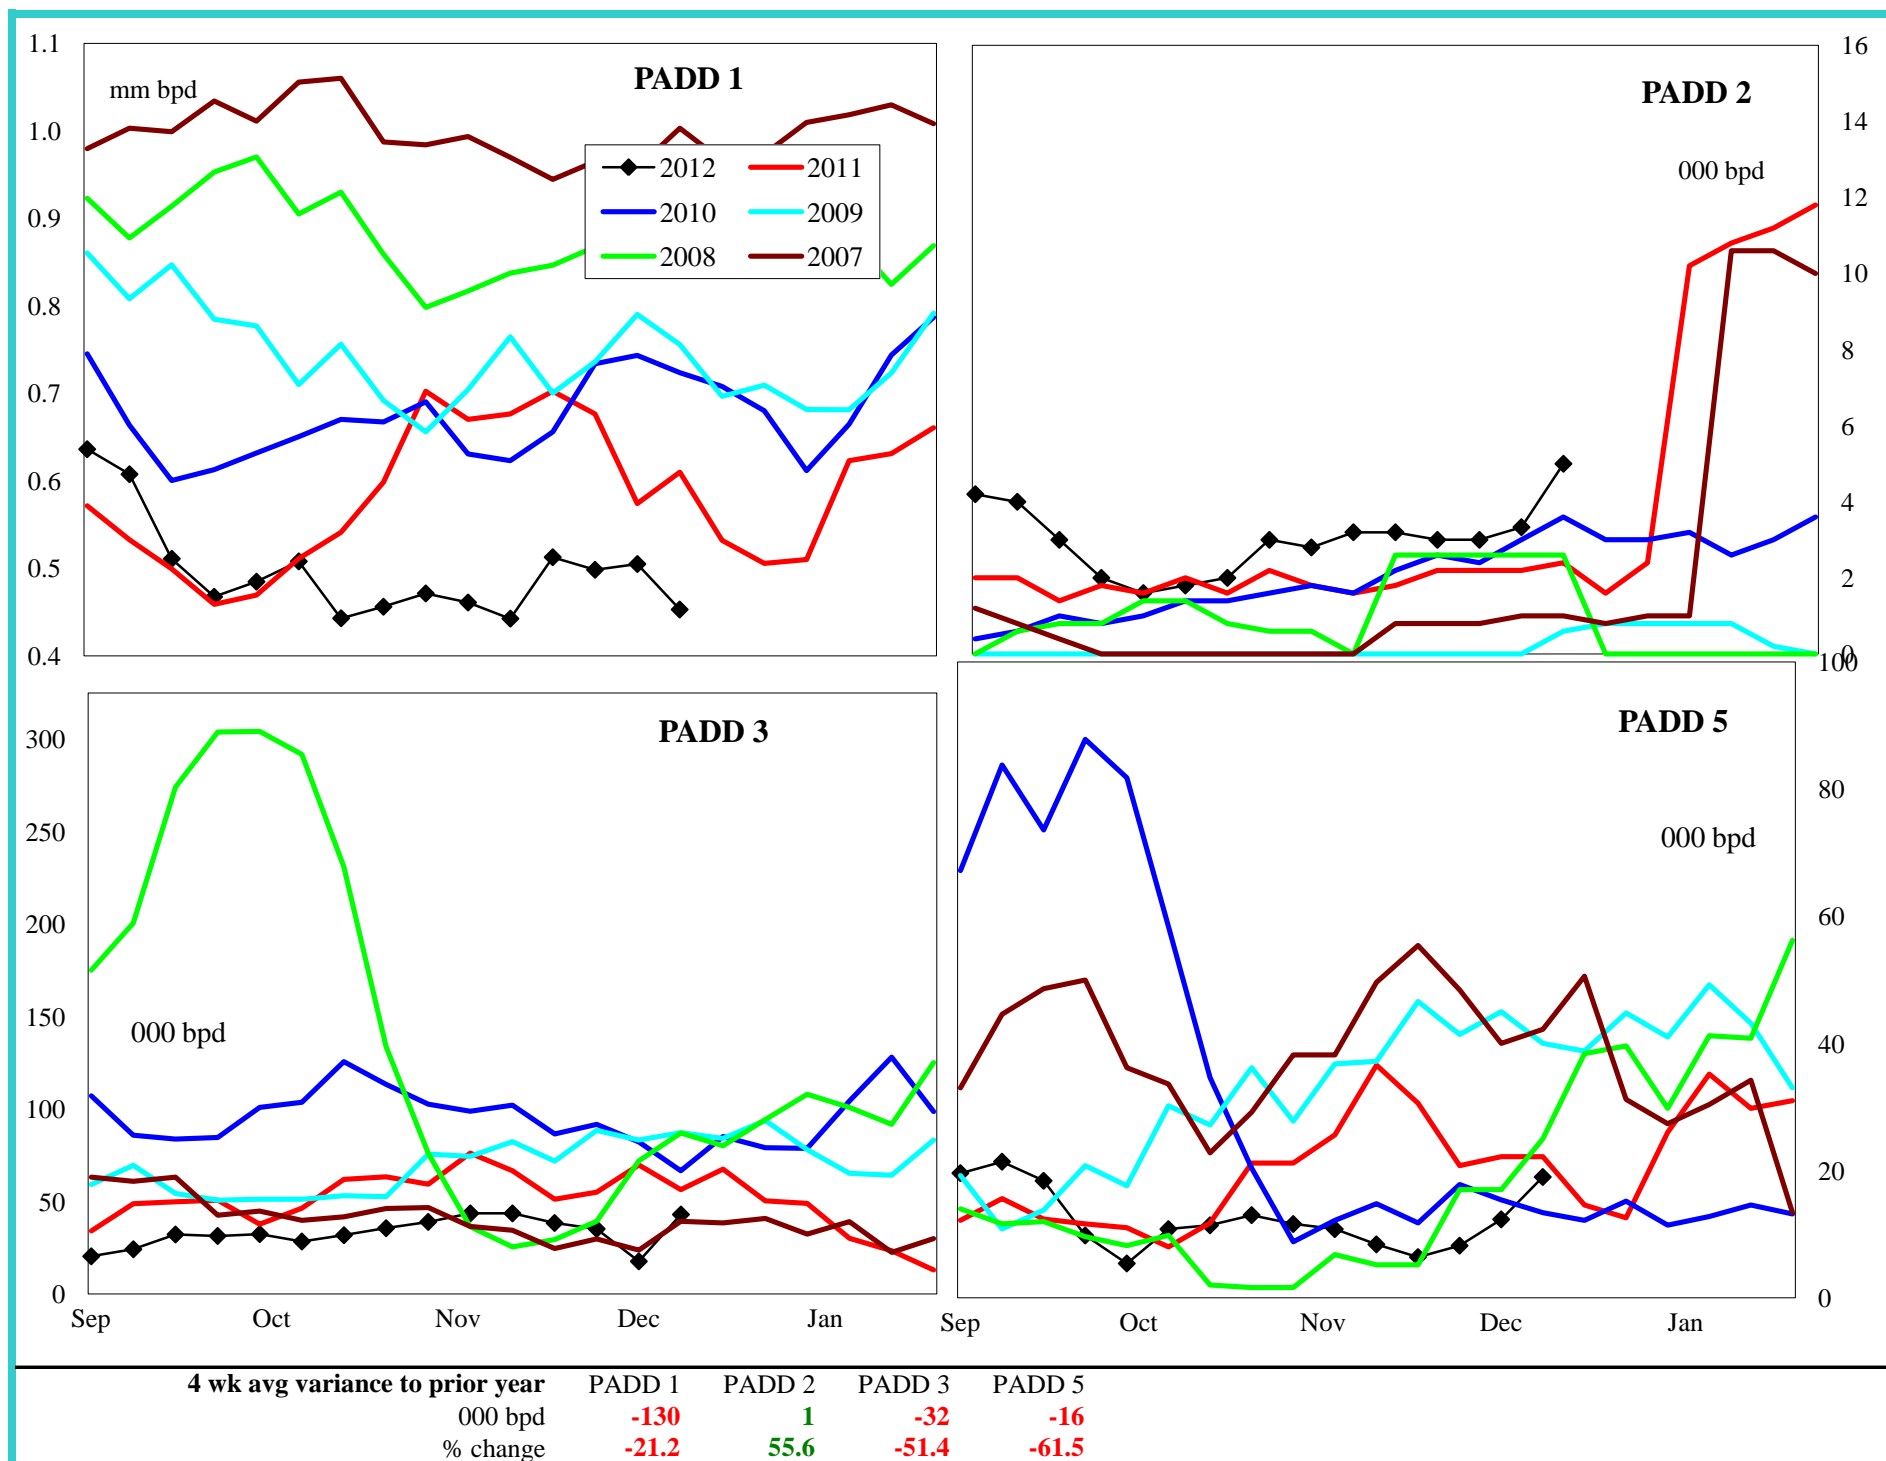 PADD 1
mm bpd
1.1
1.0
0.9
0.8
0.7
0.6
0.5
0.4
2012 2011
2010 2009
2008 2007
PADD 2
000 bpd
16
14
12
10
8
6
4
2
0
PADD 3
000 bpd
300
250
200
150
100
50
0
Sep Oct Nov Dec Jan
PADD 5
000 bpd
100
80
60
40
20
0
Sep Oct Nov Dec Jan
4 wk avg variance to prior year PADD 1 PADD 2 PADD 3 PADD 5
000 bpd -130 1 -32 -16
% change -21.2 55.6 -51.4 -61.5